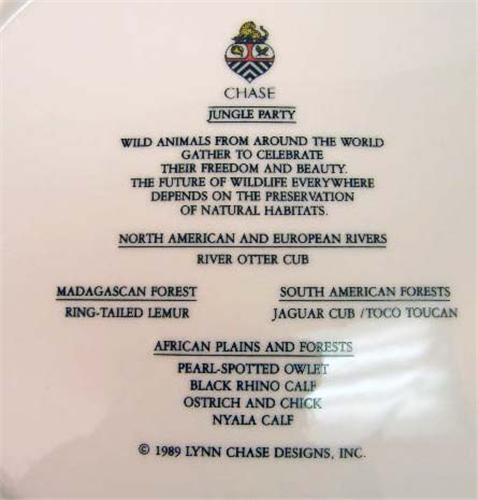 CHASE
JUNGLE PARTY
WILD ANIMALS FROM AROUND THE WORLD
GATHER TO CELEBRATE
THEIR FREEDOM AND BEAUTY.
THE FUTURE OF WILDLIFE EVERYWHERE
DEPENDS ON THE PRESERVATION
OF NATURAL HABITATS.
NORTH AMERICAN AND EUROPEAN RIVERS
RIVER OTTER CUB
MADAGASCAN FOREST
RING-TAILED LEMUR
SOUTH AMERICAN FORESTS
JAGUAR CUB / TOCO TOUCAN
AFRICAN PLAINS AND FORESTS
PEARL-SPOTTED OWLET
BLACK RHINO CALF
OSTRICH AND CHICK
NYALA CALF
© 1989 LYNN CHASE DESIGNS, INC.